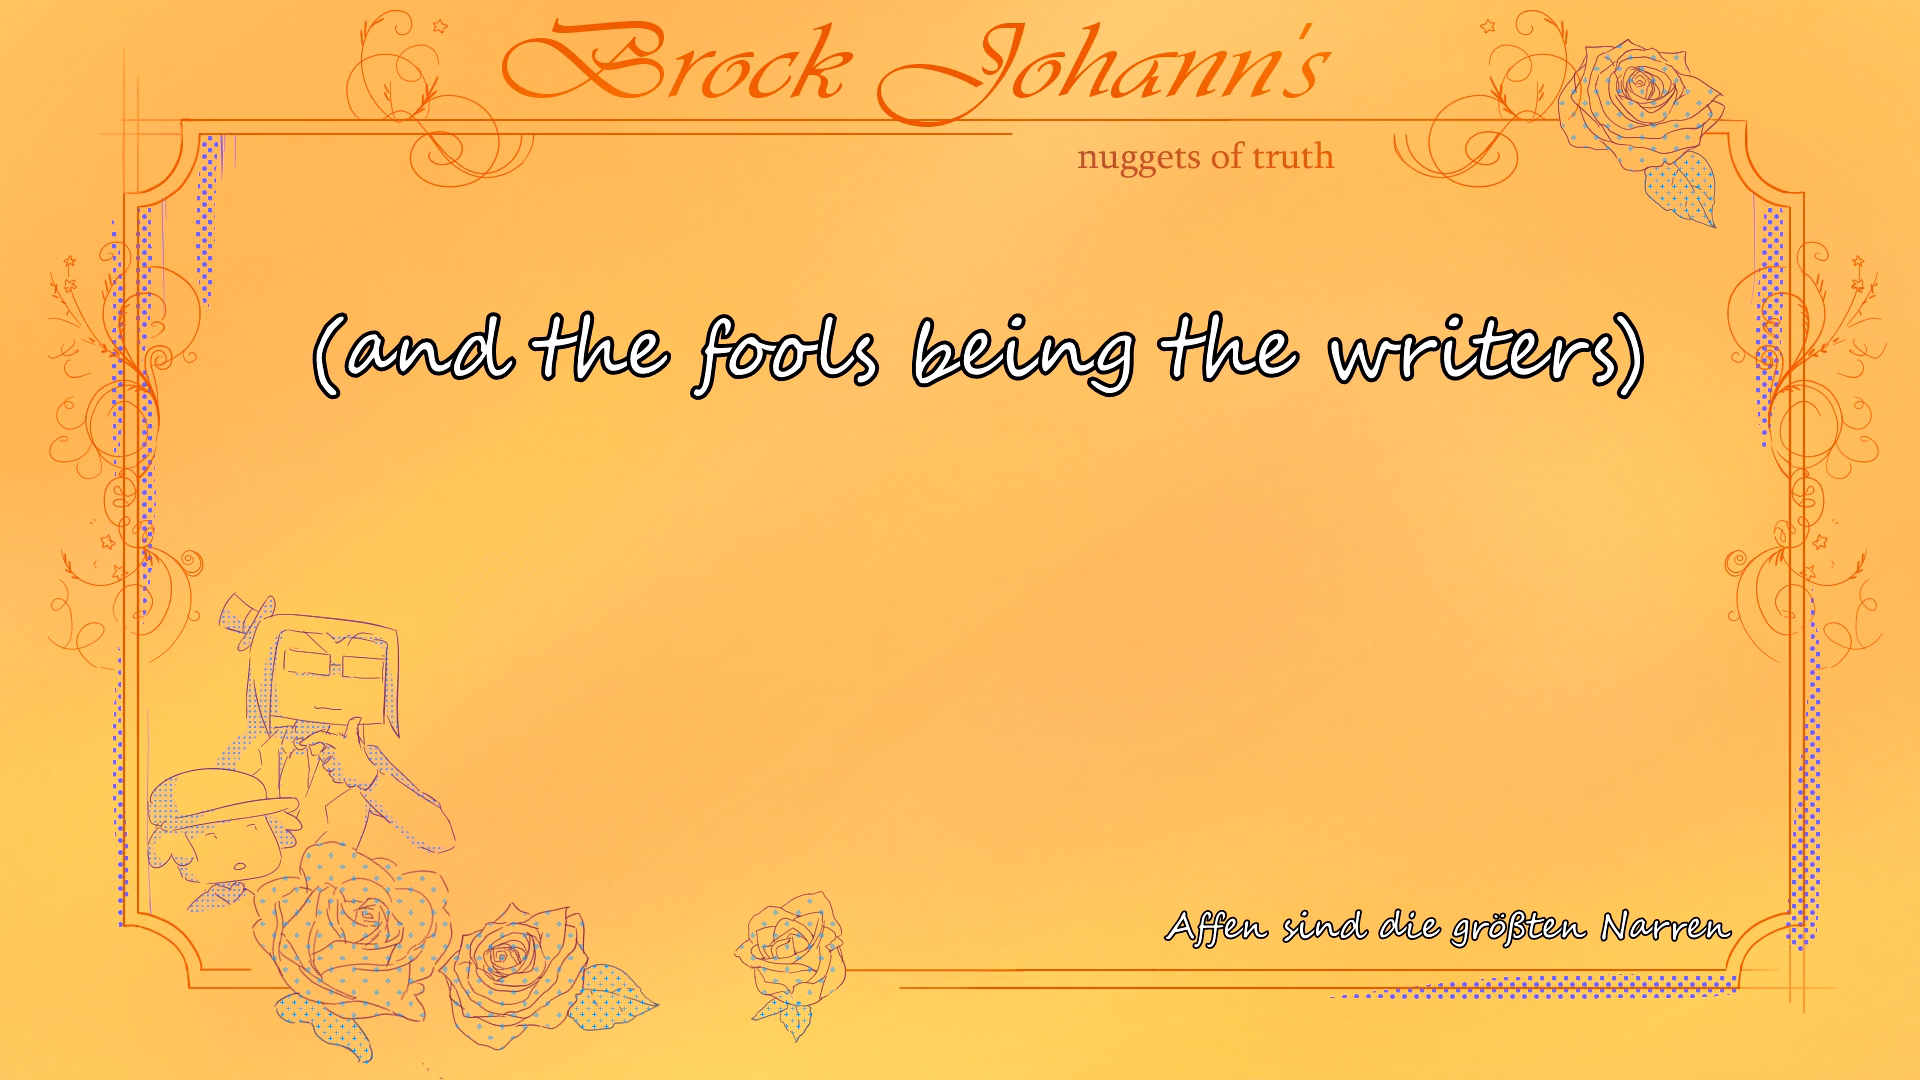 Brock Johann's
nuggets of truth
(and the fools being the writers)
Affen sind die größten Narren